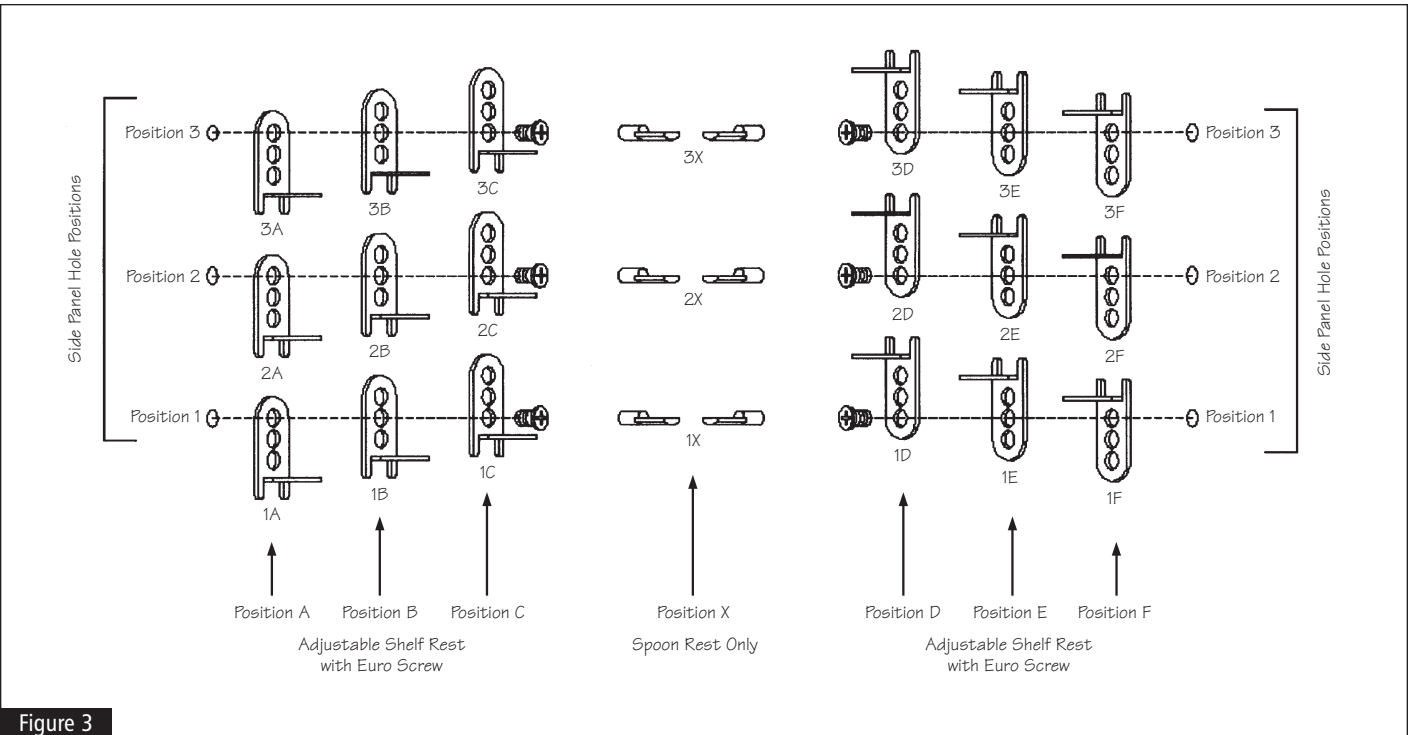 Side Panel Hole Positions
Position 3
3A
3B
3C
3X
3D
3E
3F
Position 3
Position 2
2A
2B
2C
2X
2D
2E
2F
Position 2
Position 1
1A
1B
1C
1X
1D
1E
1F
Position 1
Side Panel Hole Positions
Position A
Position B
Position C
Position X
Position D
Position E
Position F
Adjustable Shelf Rest
with Euro Screw
Spoon Rest Only
Adjustable Shelf Rest
with Euro Screw
Figure 3